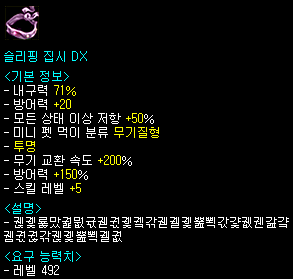 슬리핑 집시 DX
<기본 정보>
- 내구력 71%
- 방어력 +20
- 모든 상태 이상 저항 +50%
- 미니 펫 먹이 분류 무기질형
- 투명
- 무기 교환 속도 +200%
- 방어력 +150%
- 스킬 레벨 +5
<설명>
<요구 능력치>
- 레벨 492